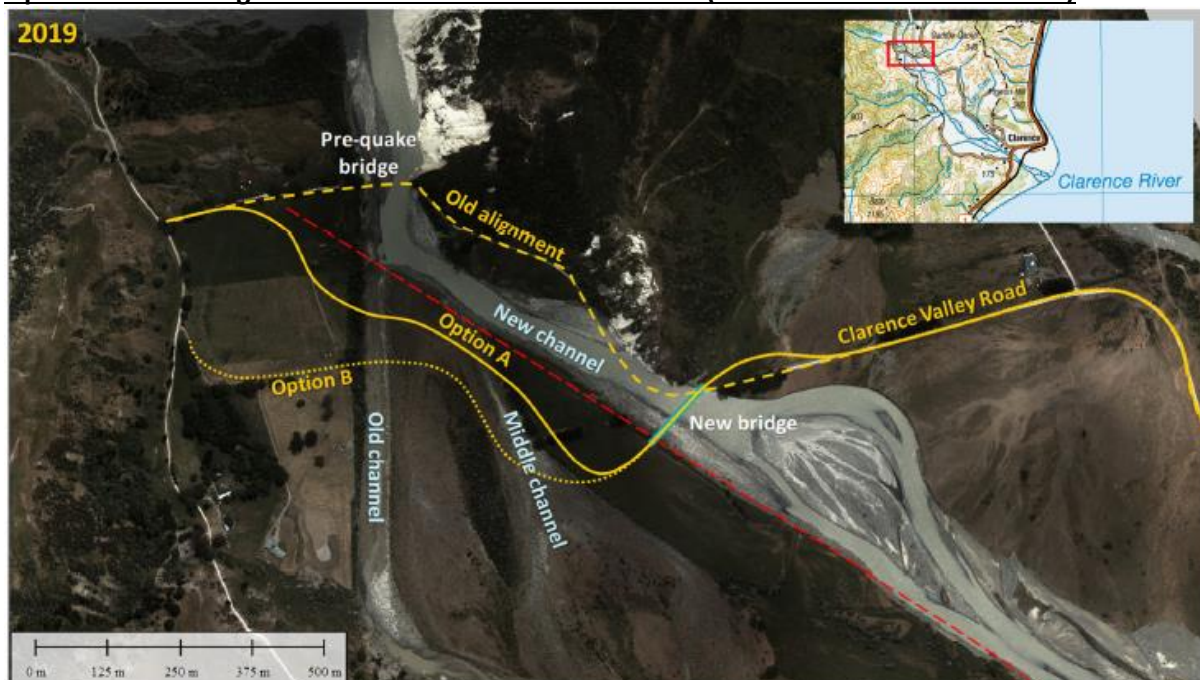 2019
Pre-quake
bridge
Old alignment
New channel
Clarence Valley Road
Option A
Option B
New bridge
Old channel
Middle channel
Clarence
Clarence River
0 m 125 m 250 m 375 m 500 m